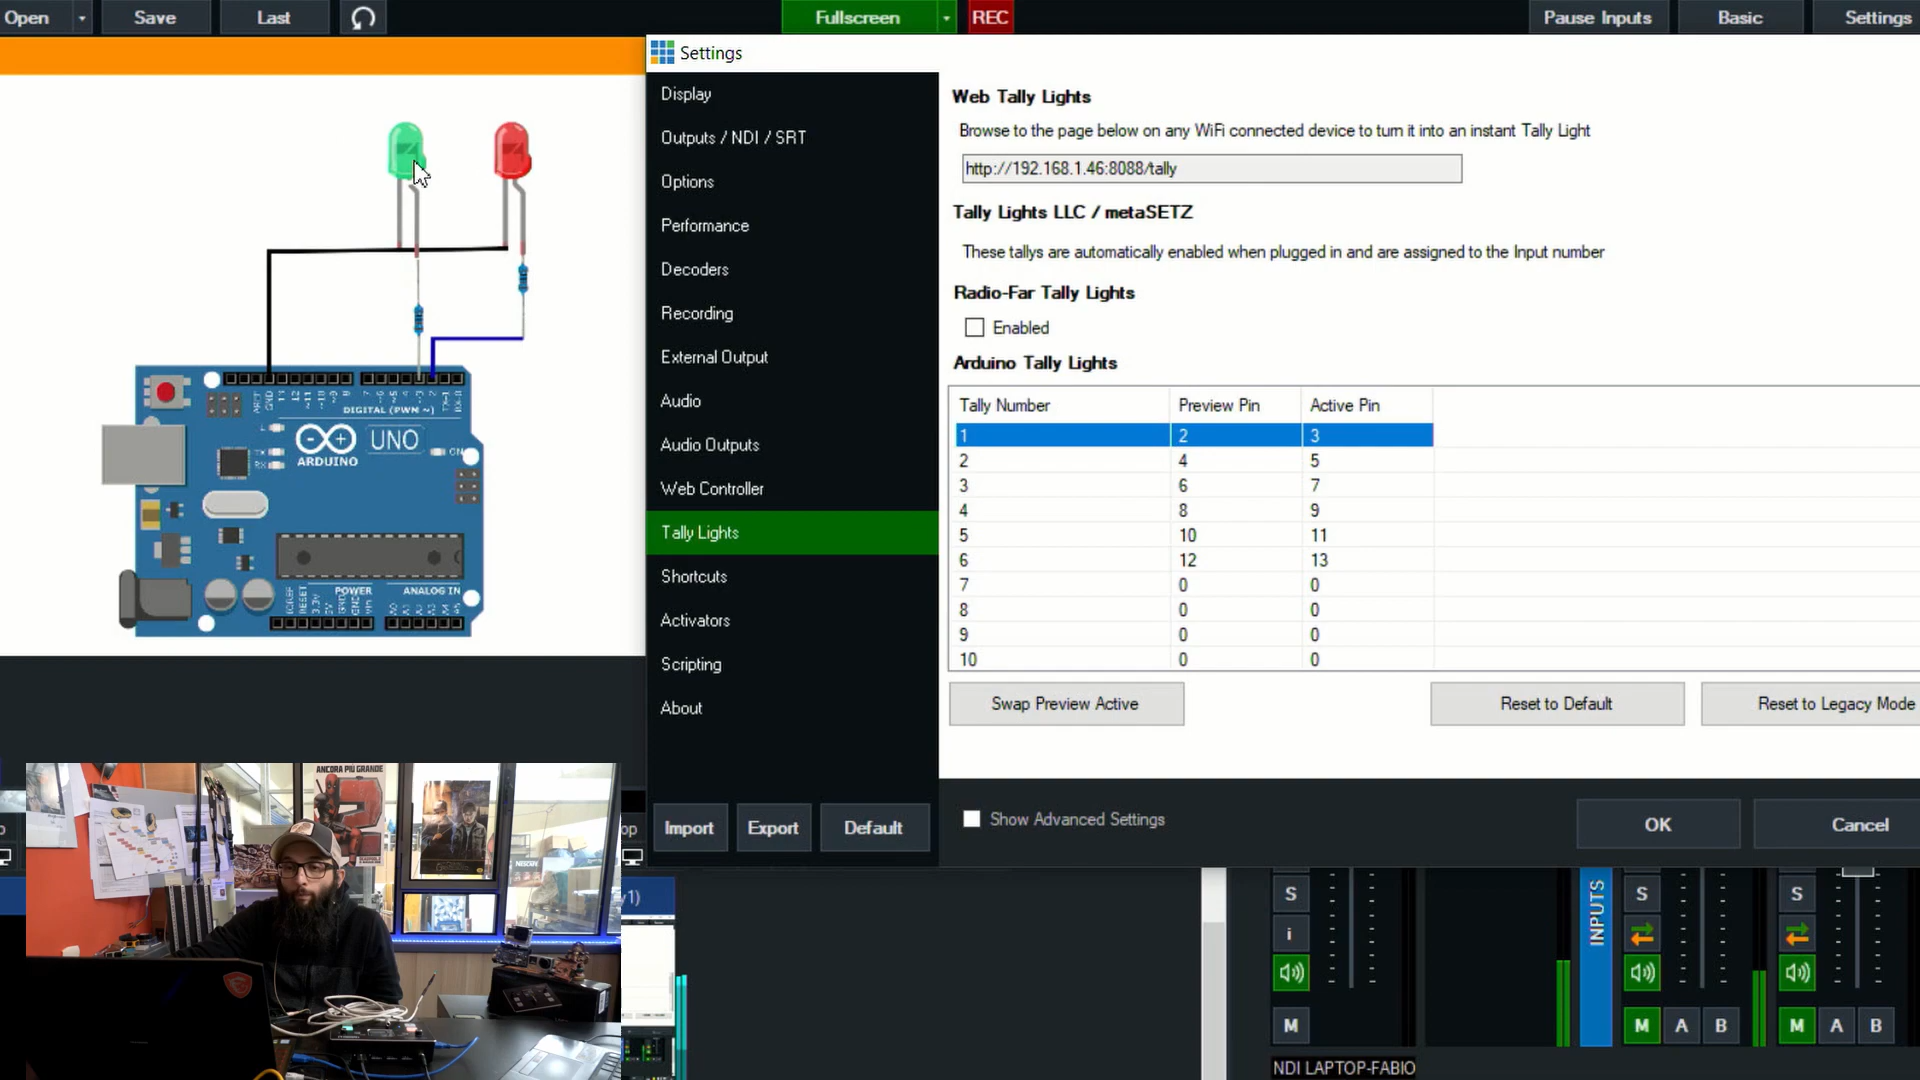 Open
Save
Last
Fullscreen
REC
Pause Inputs
Basic
Settings
Settings
Display
Outputs / NDI / SRT
Options
Performance
Decoders
Recording
External Output
Audio
Audio Outputs
Web Controller
Tally Lights
Shortcuts
Activators
Scripting
About
Import
Export
Default
Web Tally Lights
Browse to the page below on any WiFi connected device to turn it into an instant Tally Light
http://192.168.1.46:8088/tally
Tally Lights LLC / metaSETZ
These tallys are automatically enabled when plugged in and are assigned to the Input number
Radio-Far Tally Lights
Enabled
Arduino Tally Lights
Tally Number Preview Pin Active Pin
1 2 3
2 4 5
3 6 7
4 8 9
5 10 11
6 12 13
7 0 0
8 0 0
9 0 0
10 0 0
Swap Preview Active
Reset to Default
Reset to Legacy Mode
Show Advanced Settings
OK
Cancel
DIGITAL (PWM ~)
UNO
ARDUINO
POWER
ANALOG IN
ANCORA PIÙ GRANDE
INPUTS
S
i
M
S
M A B
S
M A B
NDI LAPTOP-FABIO